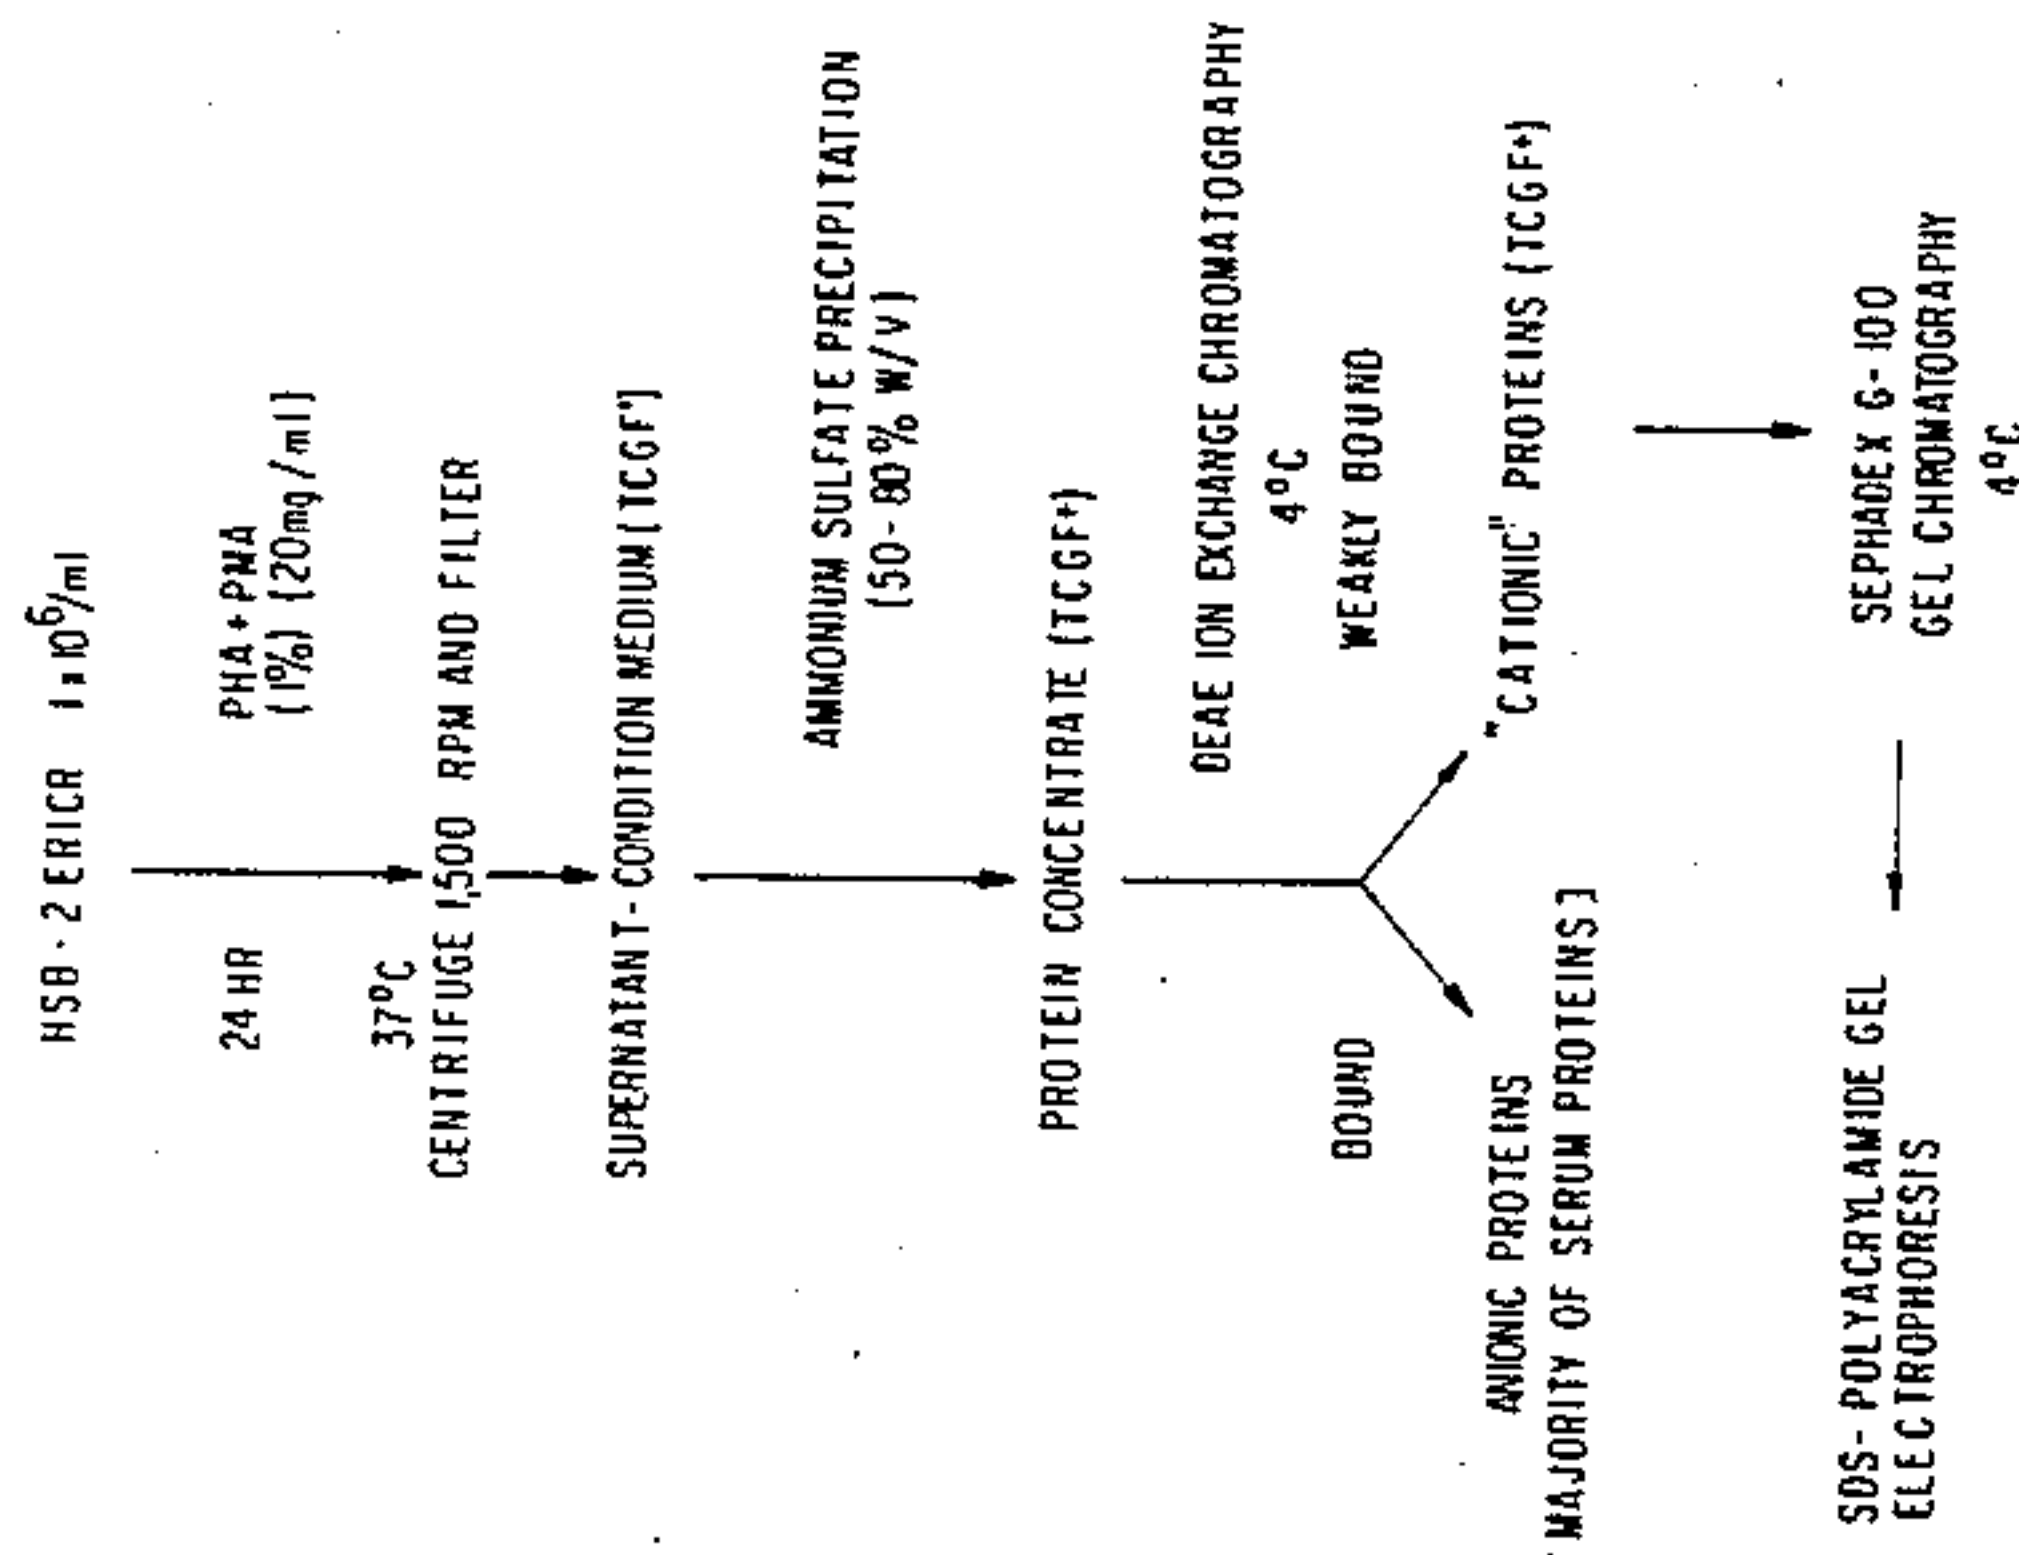 HSB-2 ERICR 1x10⁶/ml
24 HR
PHA + PMA
(1%) (20mg/ml)
37°C
CENTRIFUGE 1,500 RPM AND FILTER
SUPERNATANT-CONDITION MEDIUM (TCGF⁺)
AMMONIUM SULFATE PRECIPITATION
(50-80% W/V)
PROTEIN CONCENTRATE (TCGF+)
DEAE ION EXCHANGE CHROMATOGRAPHY
4°C
BOUND
WEAKLY BOUND
ANIONIC PROTEINS
MAJORITY OF SERUM PROTEINS)
"CATIONIC" PROTEINS (TCGF+)
SDS-POLYACRYLAMIDE GEL
ELECTROPHORESIS
SEPHADEX G-100
GEL CHROMATOGRAPHY
4°C